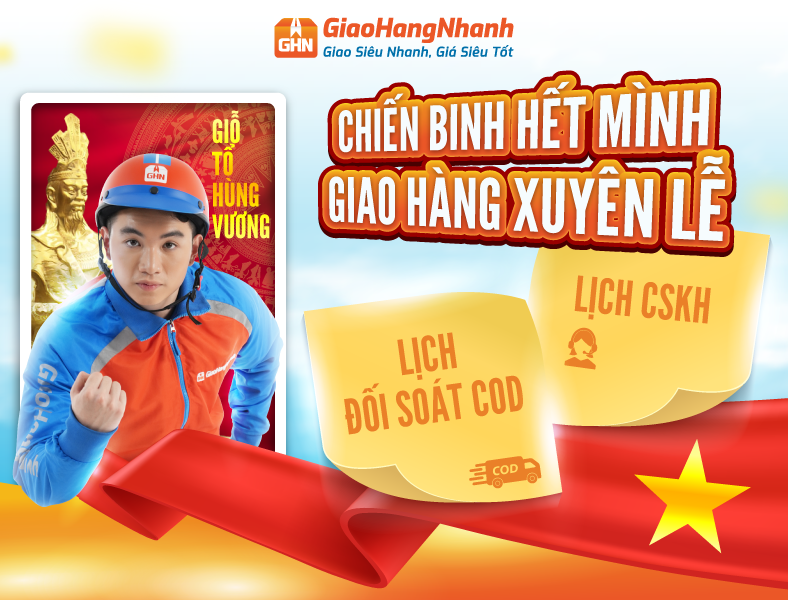 GHN
GiaoHangNhanh
Giao Siêu Nhanh, Giá Siêu Tốt
GIỖ
TỔ
HÙNG
VƯƠNG
GHN
GiaoHangNhanh
CHIẾN BINH HẾT MÌNH
GIAO HÀNG XUYÊN LỄ
LỊCH CSKH
LỊCH
ĐỐI SOÁT COD
COD